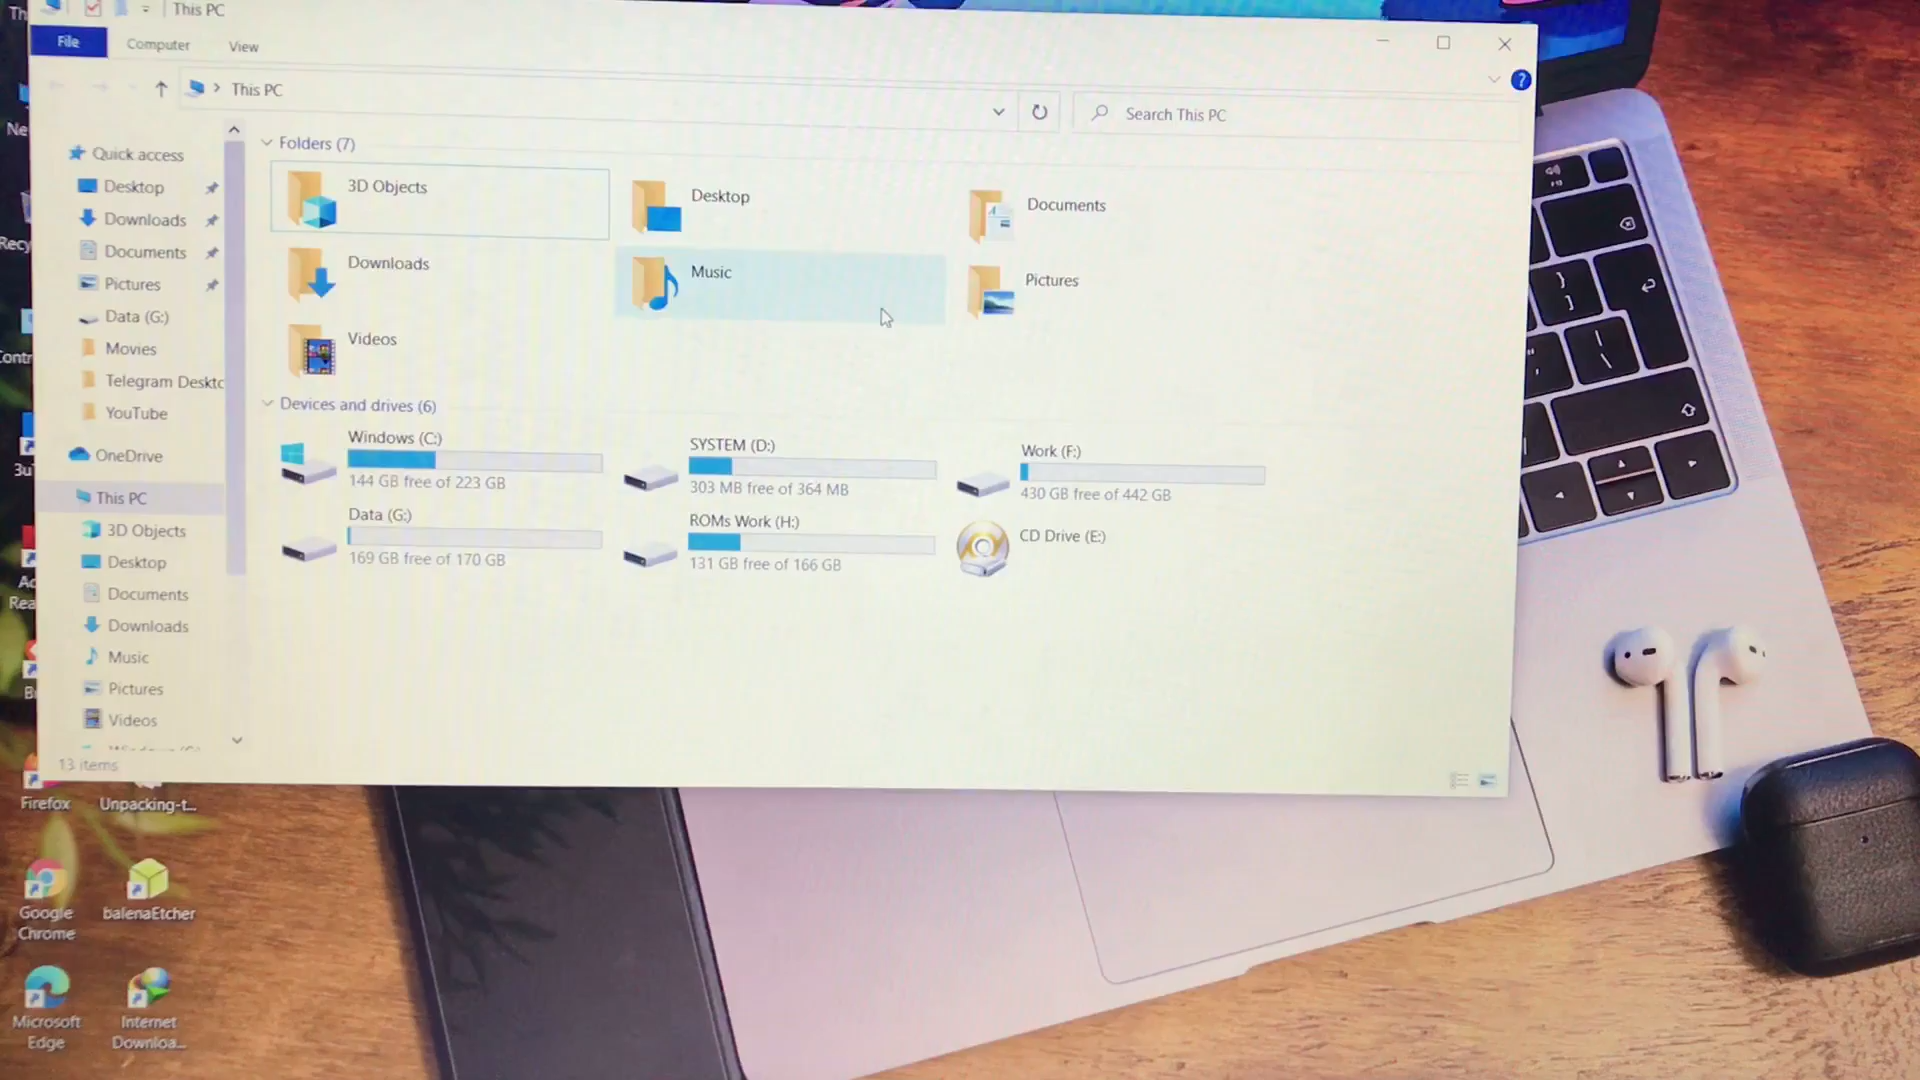 This PC
File
Computer
View
This PC
Search This PC
Quick access
Desktop
Downloads
Documents
Pictures
Data (G:)
Movies
Telegram Deskto
YouTube
OneDrive
This PC
3D Objects
Desktop
Documents
Downloads
Music
Pictures
Videos
13 items
Folders (7)
3D Objects
Desktop
Documents
Downloads
Music
Pictures
Videos
Devices and drives (6)
Windows (C:)
144 GB free of 223 GB
SYSTEM (D:)
303 MB free of 364 MB
Work (F:)
430 GB free of 442 GB
Data (G:)
169 GB free of 170 GB
ROMs Work (H:)
131 GB free of 166 GB
CD Drive (E:)
Firefox
Unpacking-t...
Google
Chrome
balenaEtcher
Microsoft
Edge
Internet
Downloa...